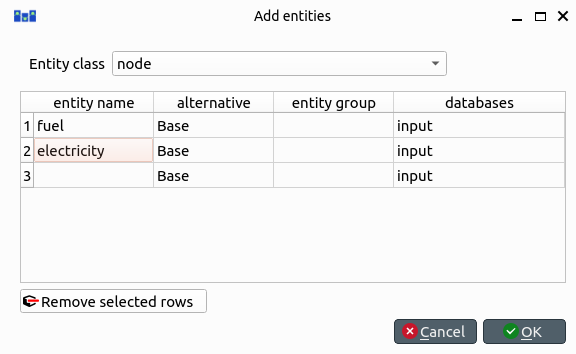 Add entities
Entity class node
entity name alternative entity group databases
1 fuel Base input
2 electricity Base input
3 Base input
Remove selected rows
Cancel OK